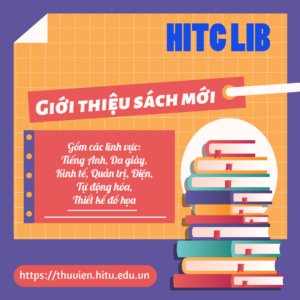 HITC LIB
GIỚI THIỆU SÁCH MỚI
Gồm các lĩnh vực:
Tiếng Anh, Da giày,
Kinh tế, Quản trị, Điện,
Tự động hóa,
Thiết kế đồ họa
https://thuvien.hitu.edu.vn